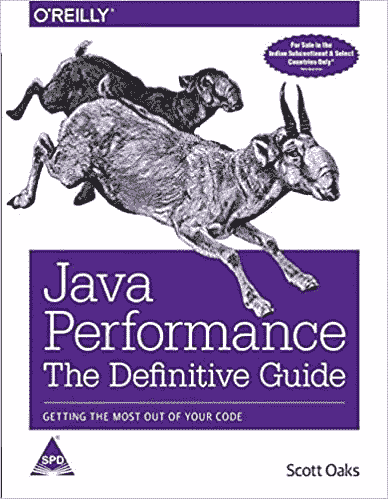 O'REILLY®
For Sale in the
Indian Subcontinent & Select
Countries Only*
Java
Performance
The Definitive Guide
GETTING THE MOST OUT OF YOUR CODE
SPD
Scott Oaks